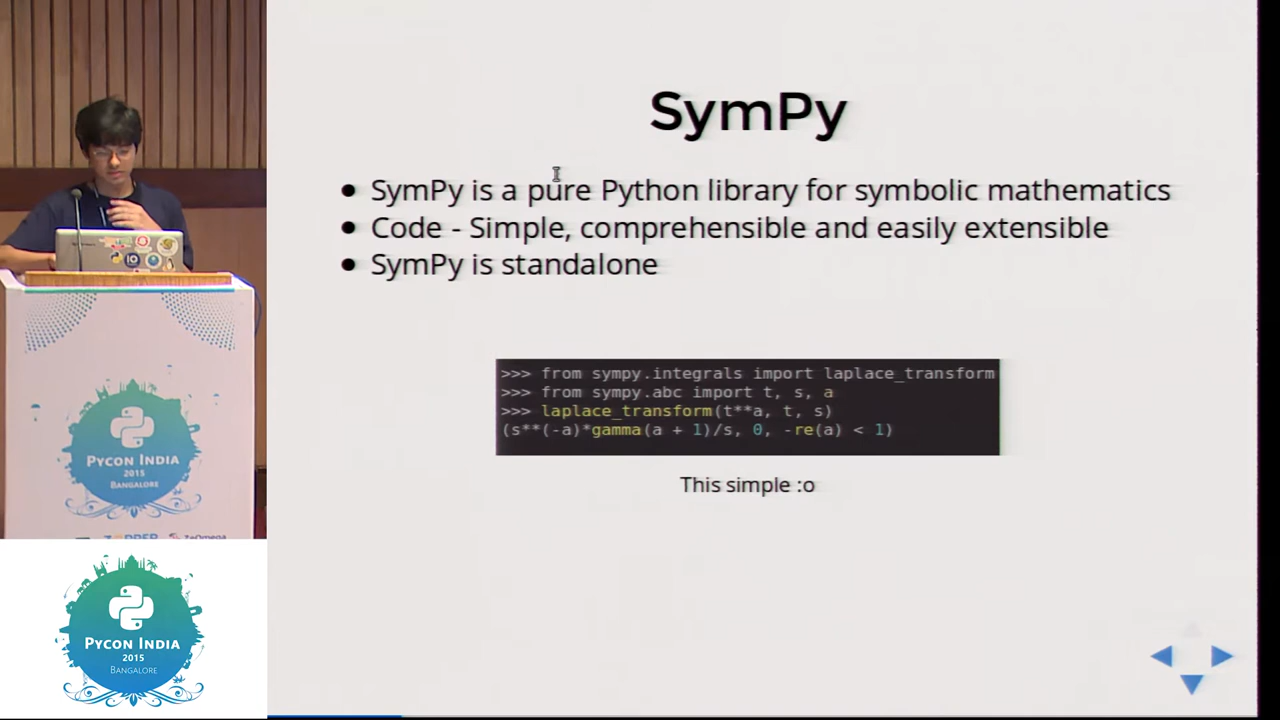 SymPy
• SymPy is a pure Python library for symbolic mathematics
• Code - Simple, comprehensible and easily extensible
• SymPy is standalone
>>> from sympy.integrals import laplace_transform
>>> from sympy.abc import t, s, a
>>> laplace_transform(t**a, t, s)
(s**(-a)*gamma(a + 1)/s, 0, -re(a) < 1)
This simple :o
PYCON INDIA
2015
BANGALORE
PYCON INDIA
2015
BANGALORE